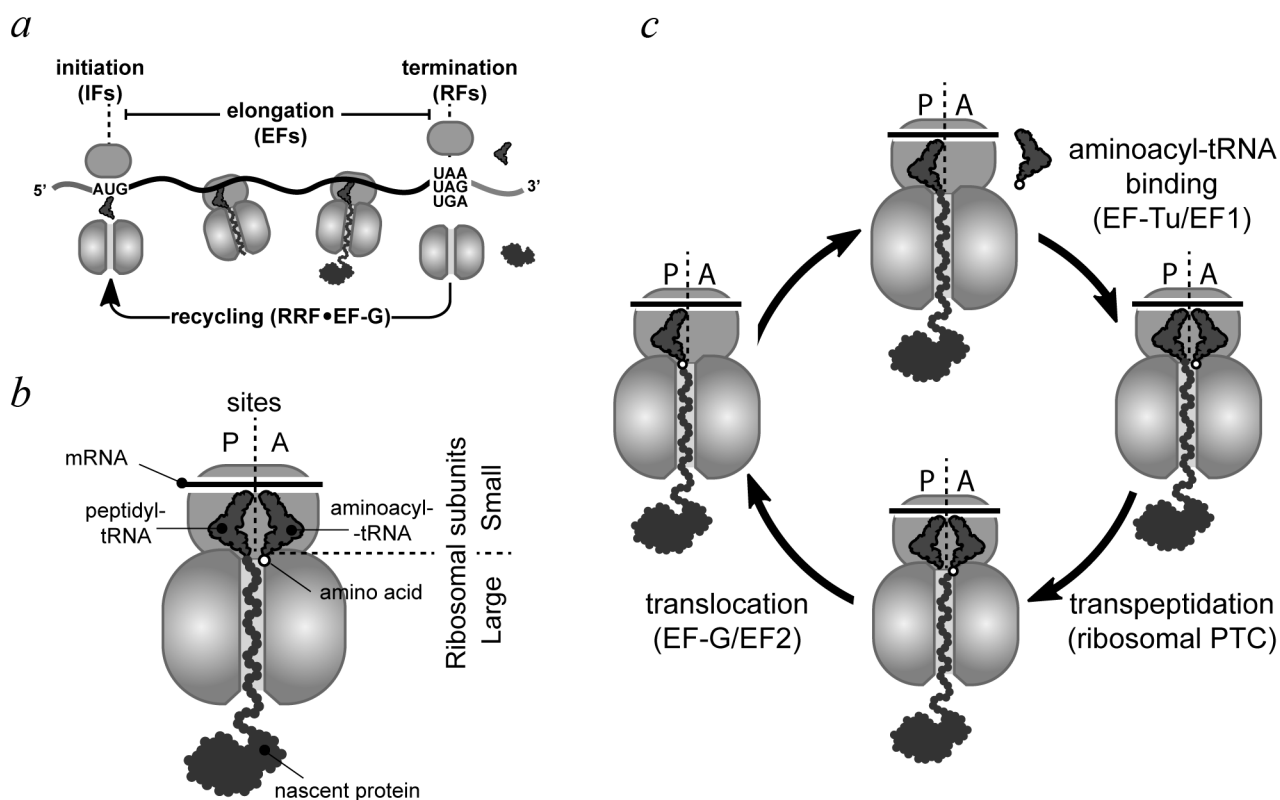 a
initiation
(IFs)
termination
(RFs)
elongation
(EFs)
5’
AUG
UAA
UAG
UGA
3’
recycling (RRF•EF-G)
b
sites
P
A
mRNA
peptidyl-
tRNA
aminoacyl-
-tRNA
amino acid
nascent protein
Ribosomal subunits
Small
Large
c
P
A
aminoacyl-tRNA
binding
(EF-Tu/EF1)
P
A
P
A
P
A
translocation
(EF-G/EF2)
transpeptidation
(ribosomal PTC)